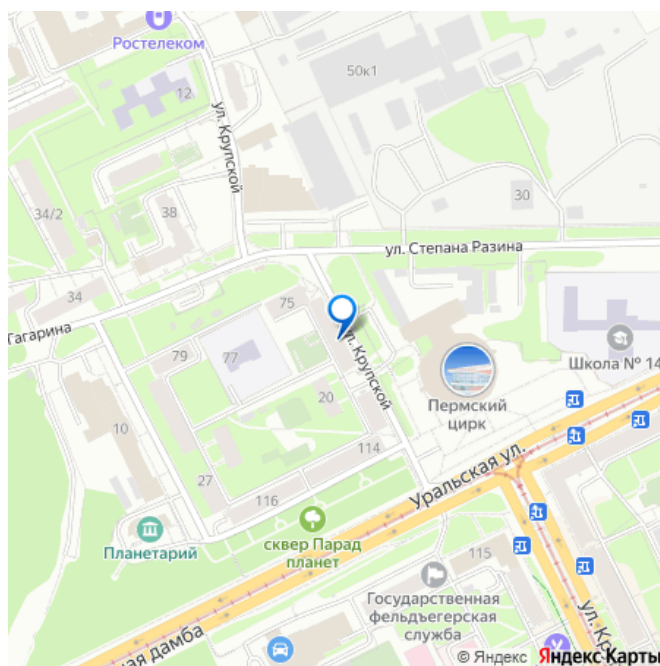 Ростелеком
12
50к1
ул. Крупской
34/2
38
30
ул. Степана Разина
34
75
Гагарина
79
77
ул. Крупской
Школа № 14
20
Пермский
цирк
10
114
27
116
Уральская ул.
Планетарий
сквер Парад
планет
115
Государственная
фельдъегерская
служба
ная дамба
ул. Кр
© Яндекс Яндекс Карты